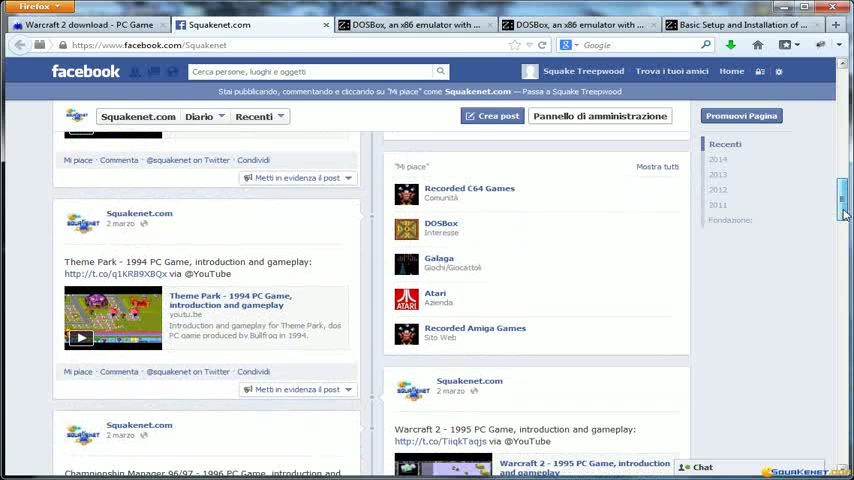 Firefox
Warcraft 2 download - PC Game
Squakenet.com
DOSBox, an x86 emulator with ...
DOSBox, an x86 emulator with ...
Basic Setup and Installation of ...
https://www.facebook.com/Squakenet
Google
facebook
Cerca persone, luoghi e oggetti
Squake Treepwood
Trova i tuoi amici
Home
Stai pubblicando, commentando e cliccando su "Mi piace" come Squakenet.com — Passa a Squake Treepwood
Squakenet.com
Diario
Recenti
Crea post
Pannello di amministrazione
Promuovi Pagina
Recenti
2014
2013
2012
2011
Fondazione:
Mi piace · Commenta · @squakenet on Twitter · Condividi
Metti in evidenza il post
Squakenet.com
2 marzo
Theme Park - 1994 PC Game, introduction and gameplay:
http://t.co/q1KRB9XBQx via @YouTube
Theme Park - 1994 PC Game,
introduction and gameplay
youtu.be
Introduction and gameplay for Theme Park, dos
PC game produced by Bullfrog in 1994.
Mi piace · Commenta · @squakenet on Twitter · Condividi
Metti in evidenza il post
Squakenet.com
2 marzo
Championship Manager 96/97 - 1996 PC Game, introduction and
"Mi piace"
Mostra tutti
Recorded C64 Games
Comunità
DOSBox
Interesse
Galaga
Giochi/Giocattoli
Atari
Azienda
ATARI
Recorded Amiga Games
Sito Web
Squakenet.com
2 marzo
Warcraft 2 - 1995 PC Game, introduction and gameplay:
http://t.co/TiiqkTaqjs via @YouTube
Warcraft 2 - 1995 PC Game, introduction
and gameplay
Chat
SquakeNet.com